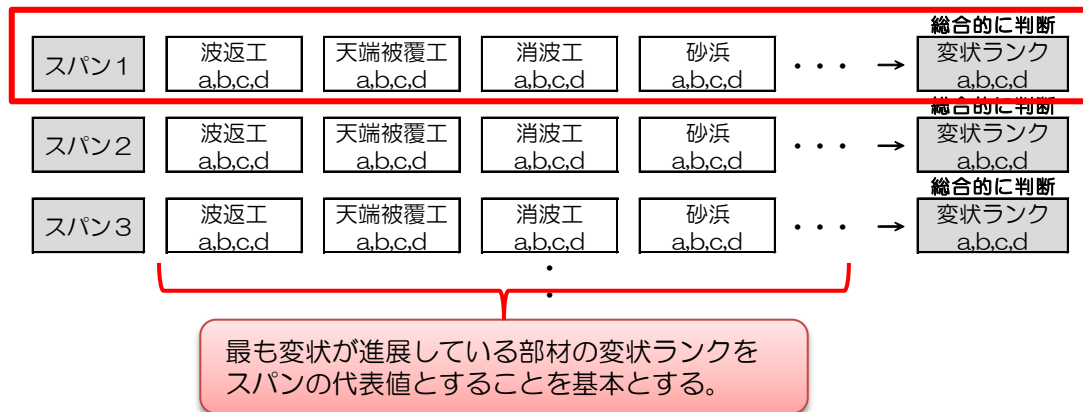 総合的に判断
スパン1 波返工 天端被覆工 消波工 砂浜 ・・・ → 変状ランク
a,b,c,d a,b,c,d a,b,c,d a,b,c,d a,b,c,d
総合的に判断
スパン2 波返工 天端被覆工 消波工 砂浜 ・・・ → 変状ランク
a,b,c,d a,b,c,d a,b,c,d a,b,c,d a,b,c,d
総合的に判断
スパン3 波返工 天端被覆工 消波工 砂浜 ・・・ → 変状ランク
a,b,c,d a,b,c,d a,b,c,d a,b,c,d a,b,c,d
・
・
最も変状が進展している部材の変状ランクを
スパンの代表値とすることを基本とする。